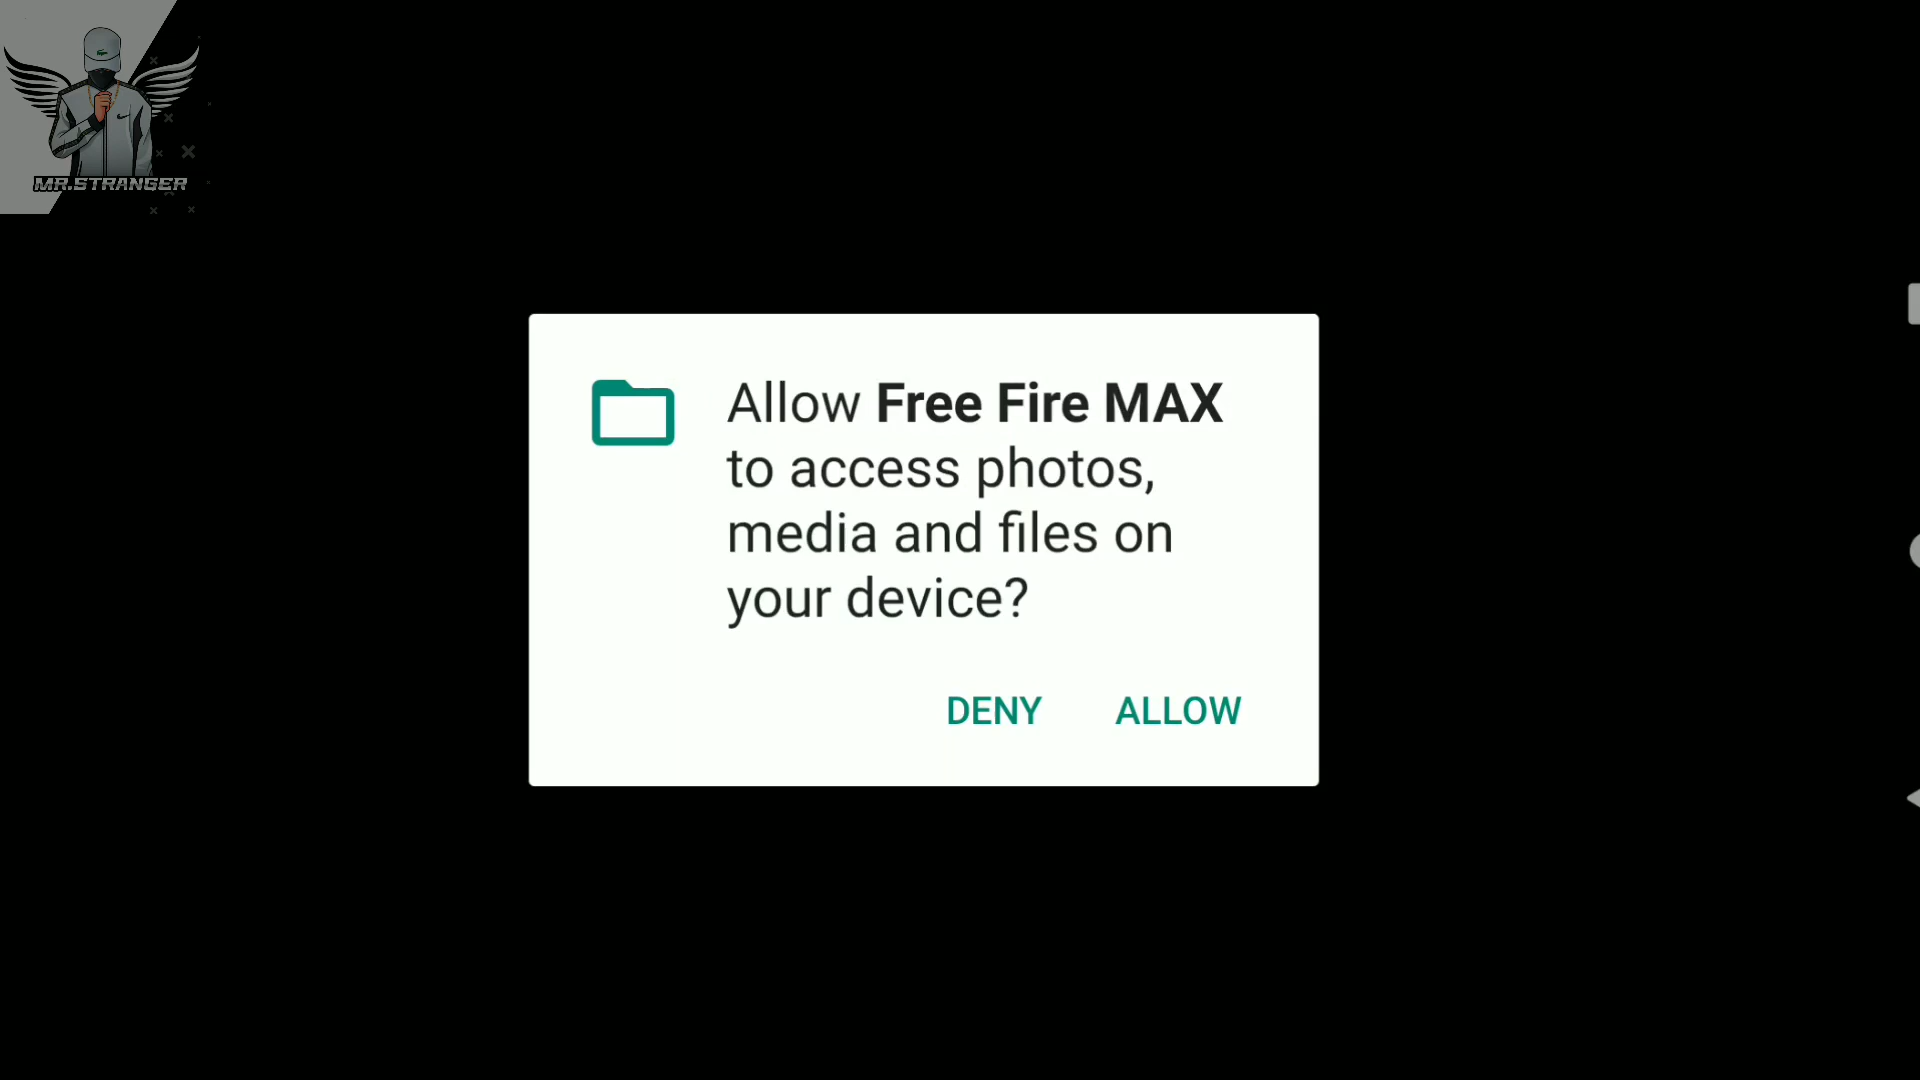 MR.STRANGER
Allow Free Fire MAX
to access photos,
media and files on
your device?
DENY ALLOW